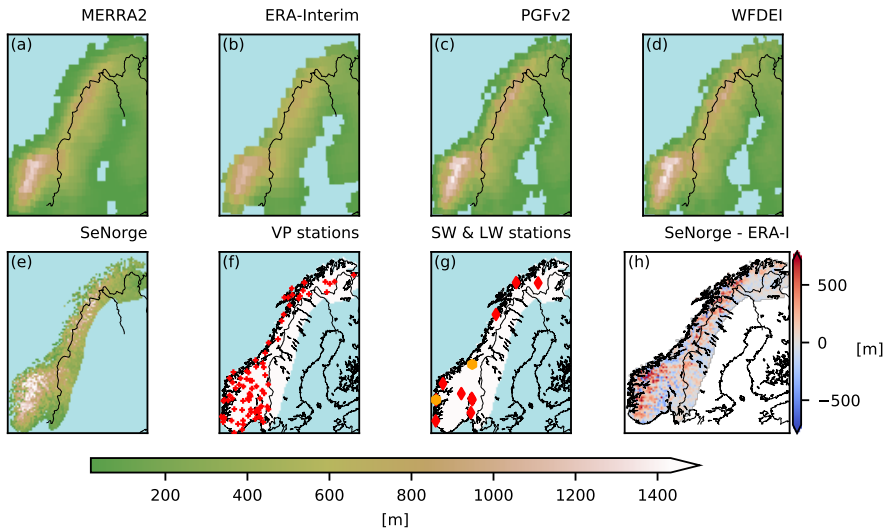 MERRA2 ERA-Interim PGFv2 WFDEI
(a) (b) (c) (d)
SeNorge VP stations SW & LW stations SeNorge - ERA-I
(e) (f) (g) (h)
500
0
[m]
−500
200 400 600 800 1000 1200 1400
[m]